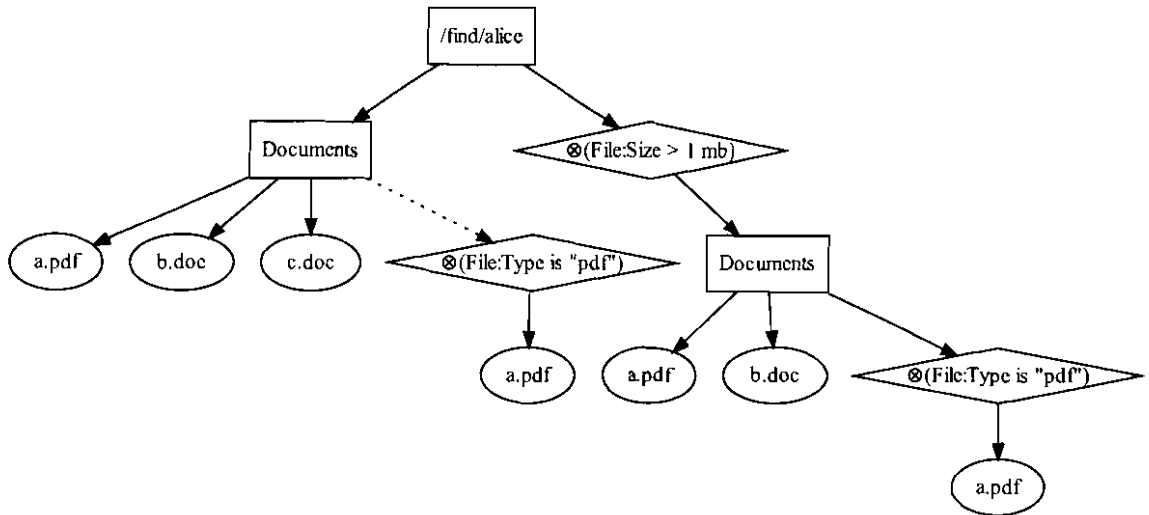 /find/alice
Documents
⊗(File:Size > 1 mb)
a.pdf
b.doc
c.doc
⊗(File:Type is "pdf")
Documents
a.pdf
a.pdf
b.doc
⊗(File:Type is "pdf")
a.pdf